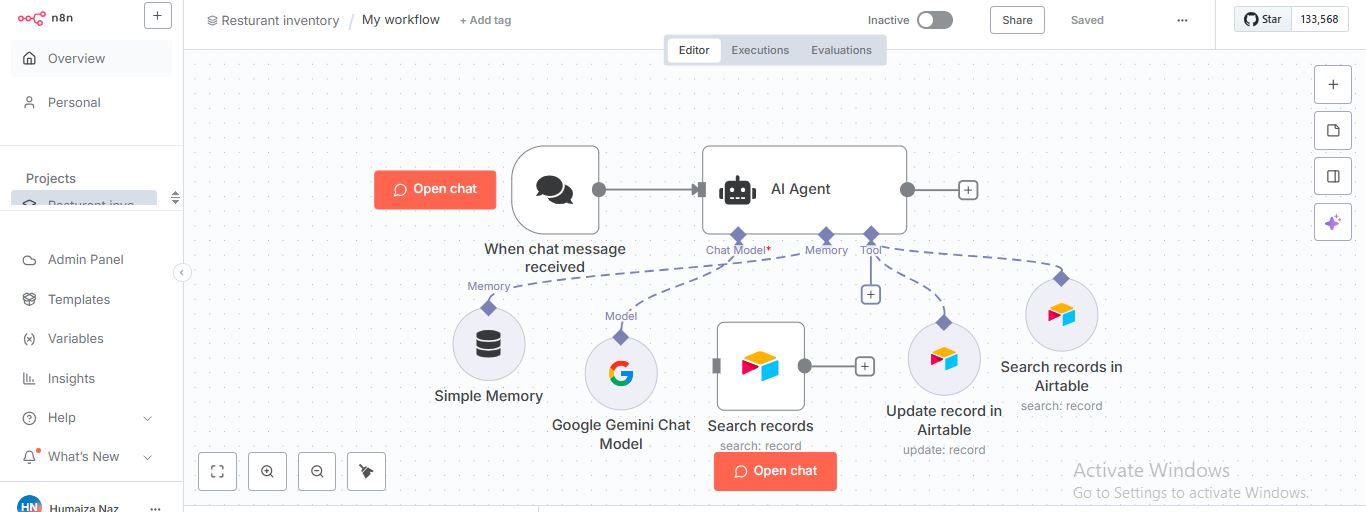 n8n
+
Resturant inventory / My workflow + Add tag
Inactive
Share
Saved
...
Star 133,568
Editor Executions Evaluations
Overview
Personal
Projects
Resturant inve...
Admin Panel
Templates
Variables
Insights
Help
What's New
HN Humaiza Naz ...
Open chat
When chat message
received
AI Agent
Chat Model*
Memory
Tool
Memory
Simple Memory
Model
Google Gemini Chat
Model
Search records
search: record
Update record in
Airtable
update: record
Search records in
Airtable
search: record
Open chat
Activate Windows
Go to Settings to activate Windows.